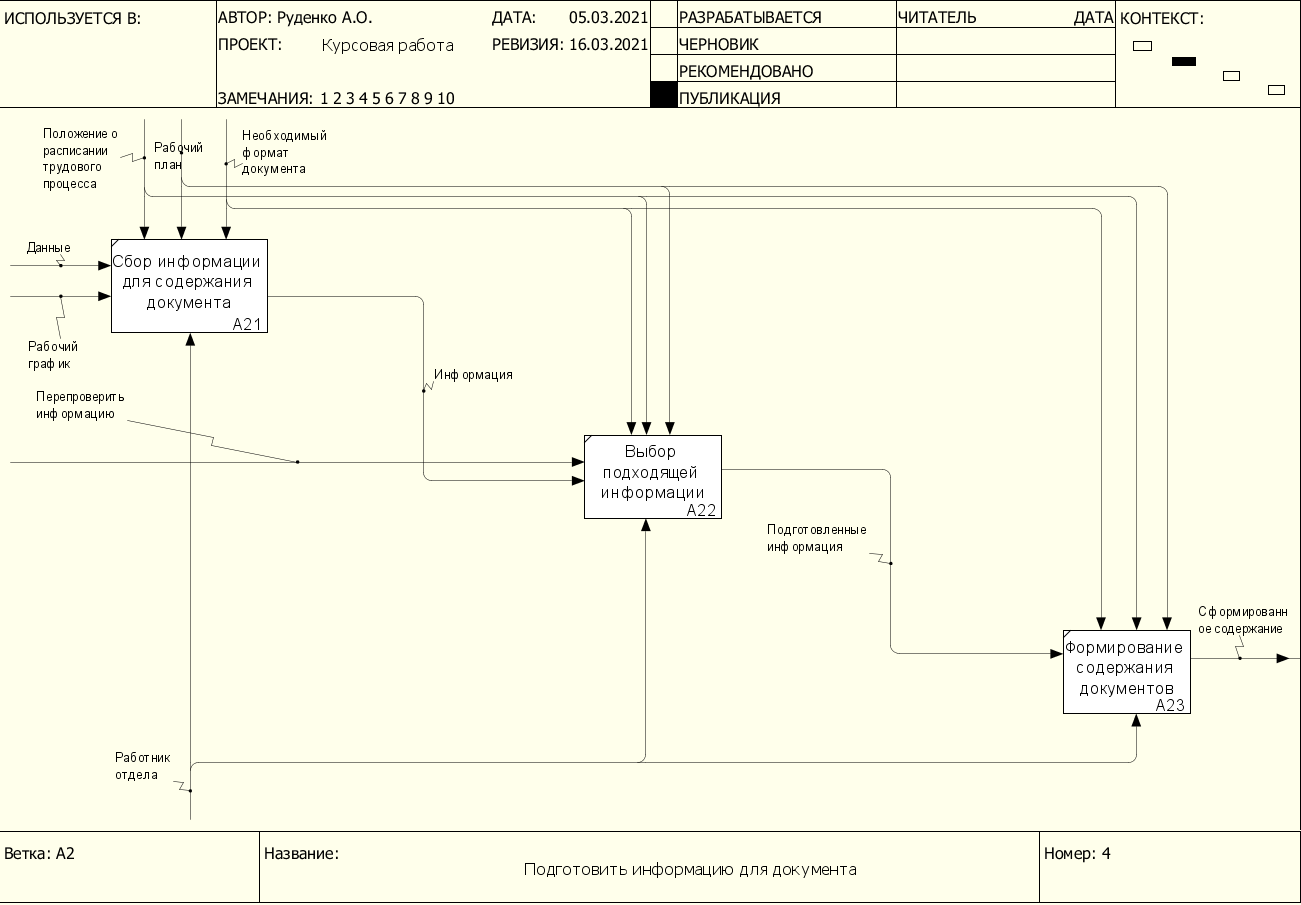 ИСПОЛЬЗУЕТСЯ В:
АВТОР: Руденко А.О.
ДАТА: 05.03.2021
РАЗРАБАТЫВАЕТСЯ
ЧИТАТЕЛЬ
ДАТА
КОНТЕКСТ:
ПРОЕКТ: Курсовая работа
РЕВИЗИЯ: 16.03.2021
ЧЕРНОВИК
РЕКОМЕНДОВАНО
ЗАМЕЧАНИЯ: 1 2 3 4 5 6 7 8 9 10
ПУБЛИКАЦИЯ
Положение о
расписании
трудового
процесса
Рабочий
план
Необходимый
формат
документа
Данные
Сбор информации
для содержания
документа
A21
Рабочий
график
Информация
Перепроверить
информацию
Выбор
подходящей
информации
A22
Подготовленные
информация
Сформированн
ое содержание
Формирование
содержания
документов
A23
Работник
отдела
Ветка: A2
Название:
Подготовить информацию для документа
Номер: 4